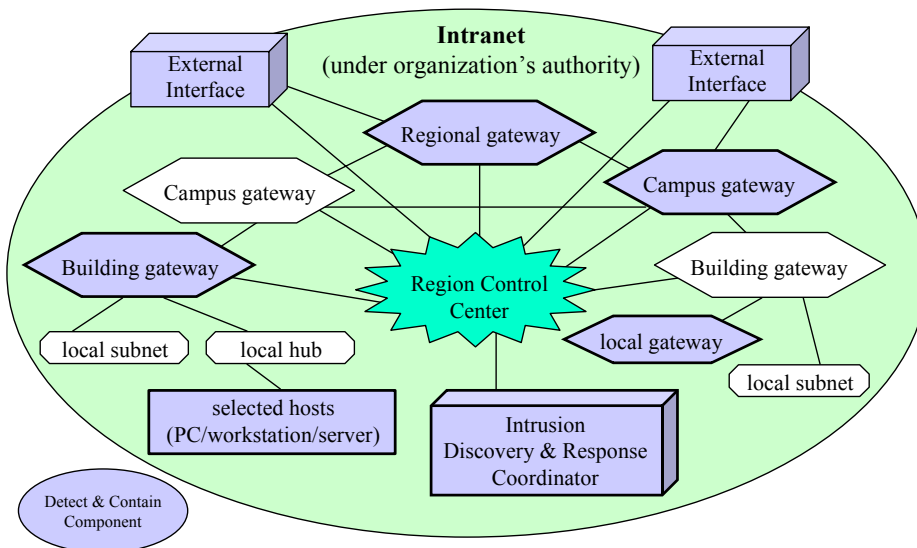 Intranet
(under organization's authority)
External
Interface
External
Interface
Regional gateway
Campus gateway
Campus gateway
Building gateway
Region Control
Center
Building gateway
local subnet
local hub
local gateway
local subnet
selected hosts
(PC/workstation/server)
Intrusion
Discovery & Response
Coordinator
Detect & Contain
Component